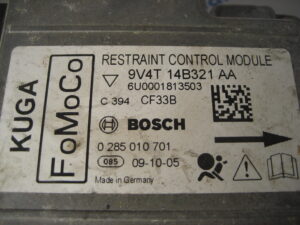 KUGA
FoMoCo
RESTRAINT CONTROL MODULE
9V4T 14B321 AA
6U0001813503
C 394 CF33B
BOSCH
0 285 010 701
085 09-10-05
Made in Germany